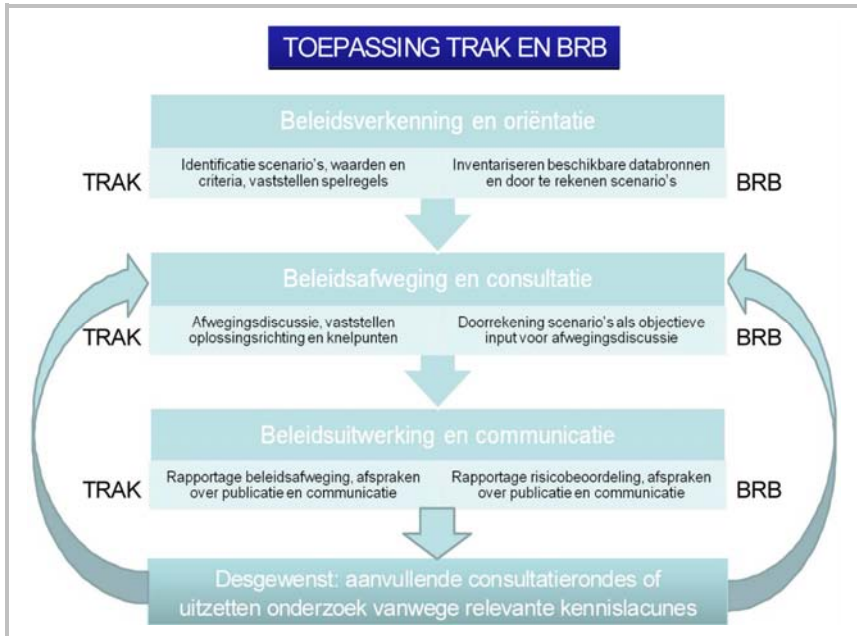 TOEPASSING TRAK EN BRB
Beleidsverkenning en oriëntatie
TRAK
Identificatie scenario's, waarden en
criteria, vaststellen spelregels
Inventariseren beschikbare databronnen
en door te rekenen scenario's
BRB
Beleidsafweging en consultatie
TRAK
Afwegingsdiscussie, vaststellen
oplossingsrichting en knelpunten
Doorrekening scenario's als objectieve
input voor afwegingsdiscussie
BRB
Beleidsuitwerking en communicatie
TRAK
Rapportage beleidsafweging, afspraken
over publicatie en communicatie
Rapportage risicobeoordeling, afspraken
over publicatie en communicatie
BRB
Desgewenst: aanvullende consultatierondes of
uitzetten onderzoek vanwege relevante kennislacunes